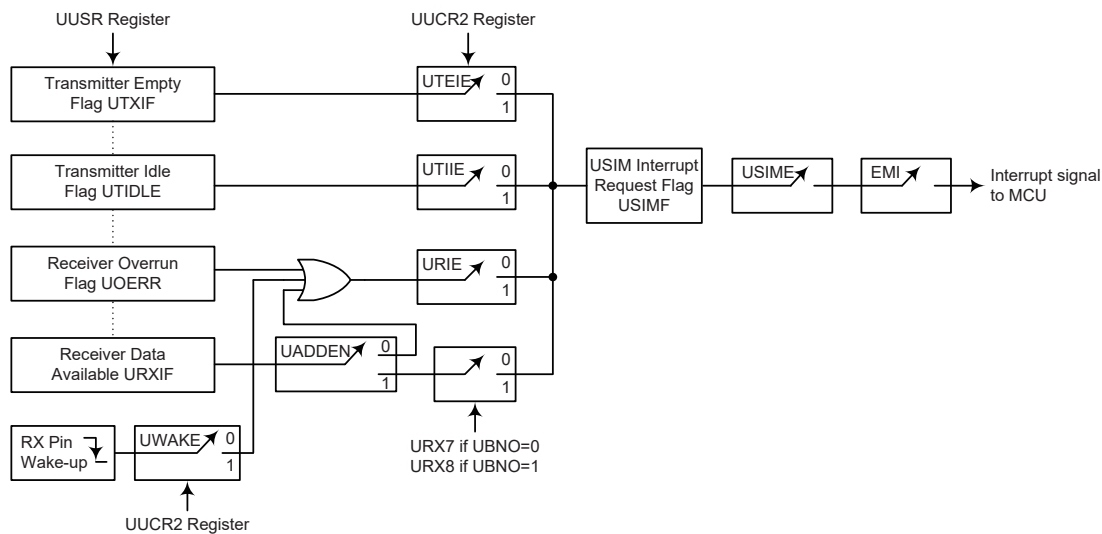 UUSR Register
UUCR2 Register
Transmitter Empty
Flag UTXIF
UTEIE
0
1
Transmitter Idle
Flag UTIDLE
UTIIE
0
1
USIM Interrupt
Request Flag
USIMF
USIME
EMI
Interrupt signal
to MCU
Receiver Overrun
Flag UOERR
URIE
0
1
Receiver Data
Available URXIF
UADDEN
0
1
0
1
RX Pin
Wake-up
UWAKE
0
1
URX7 if UBNO=0
URX8 if UBNO=1
UUCR2 Register